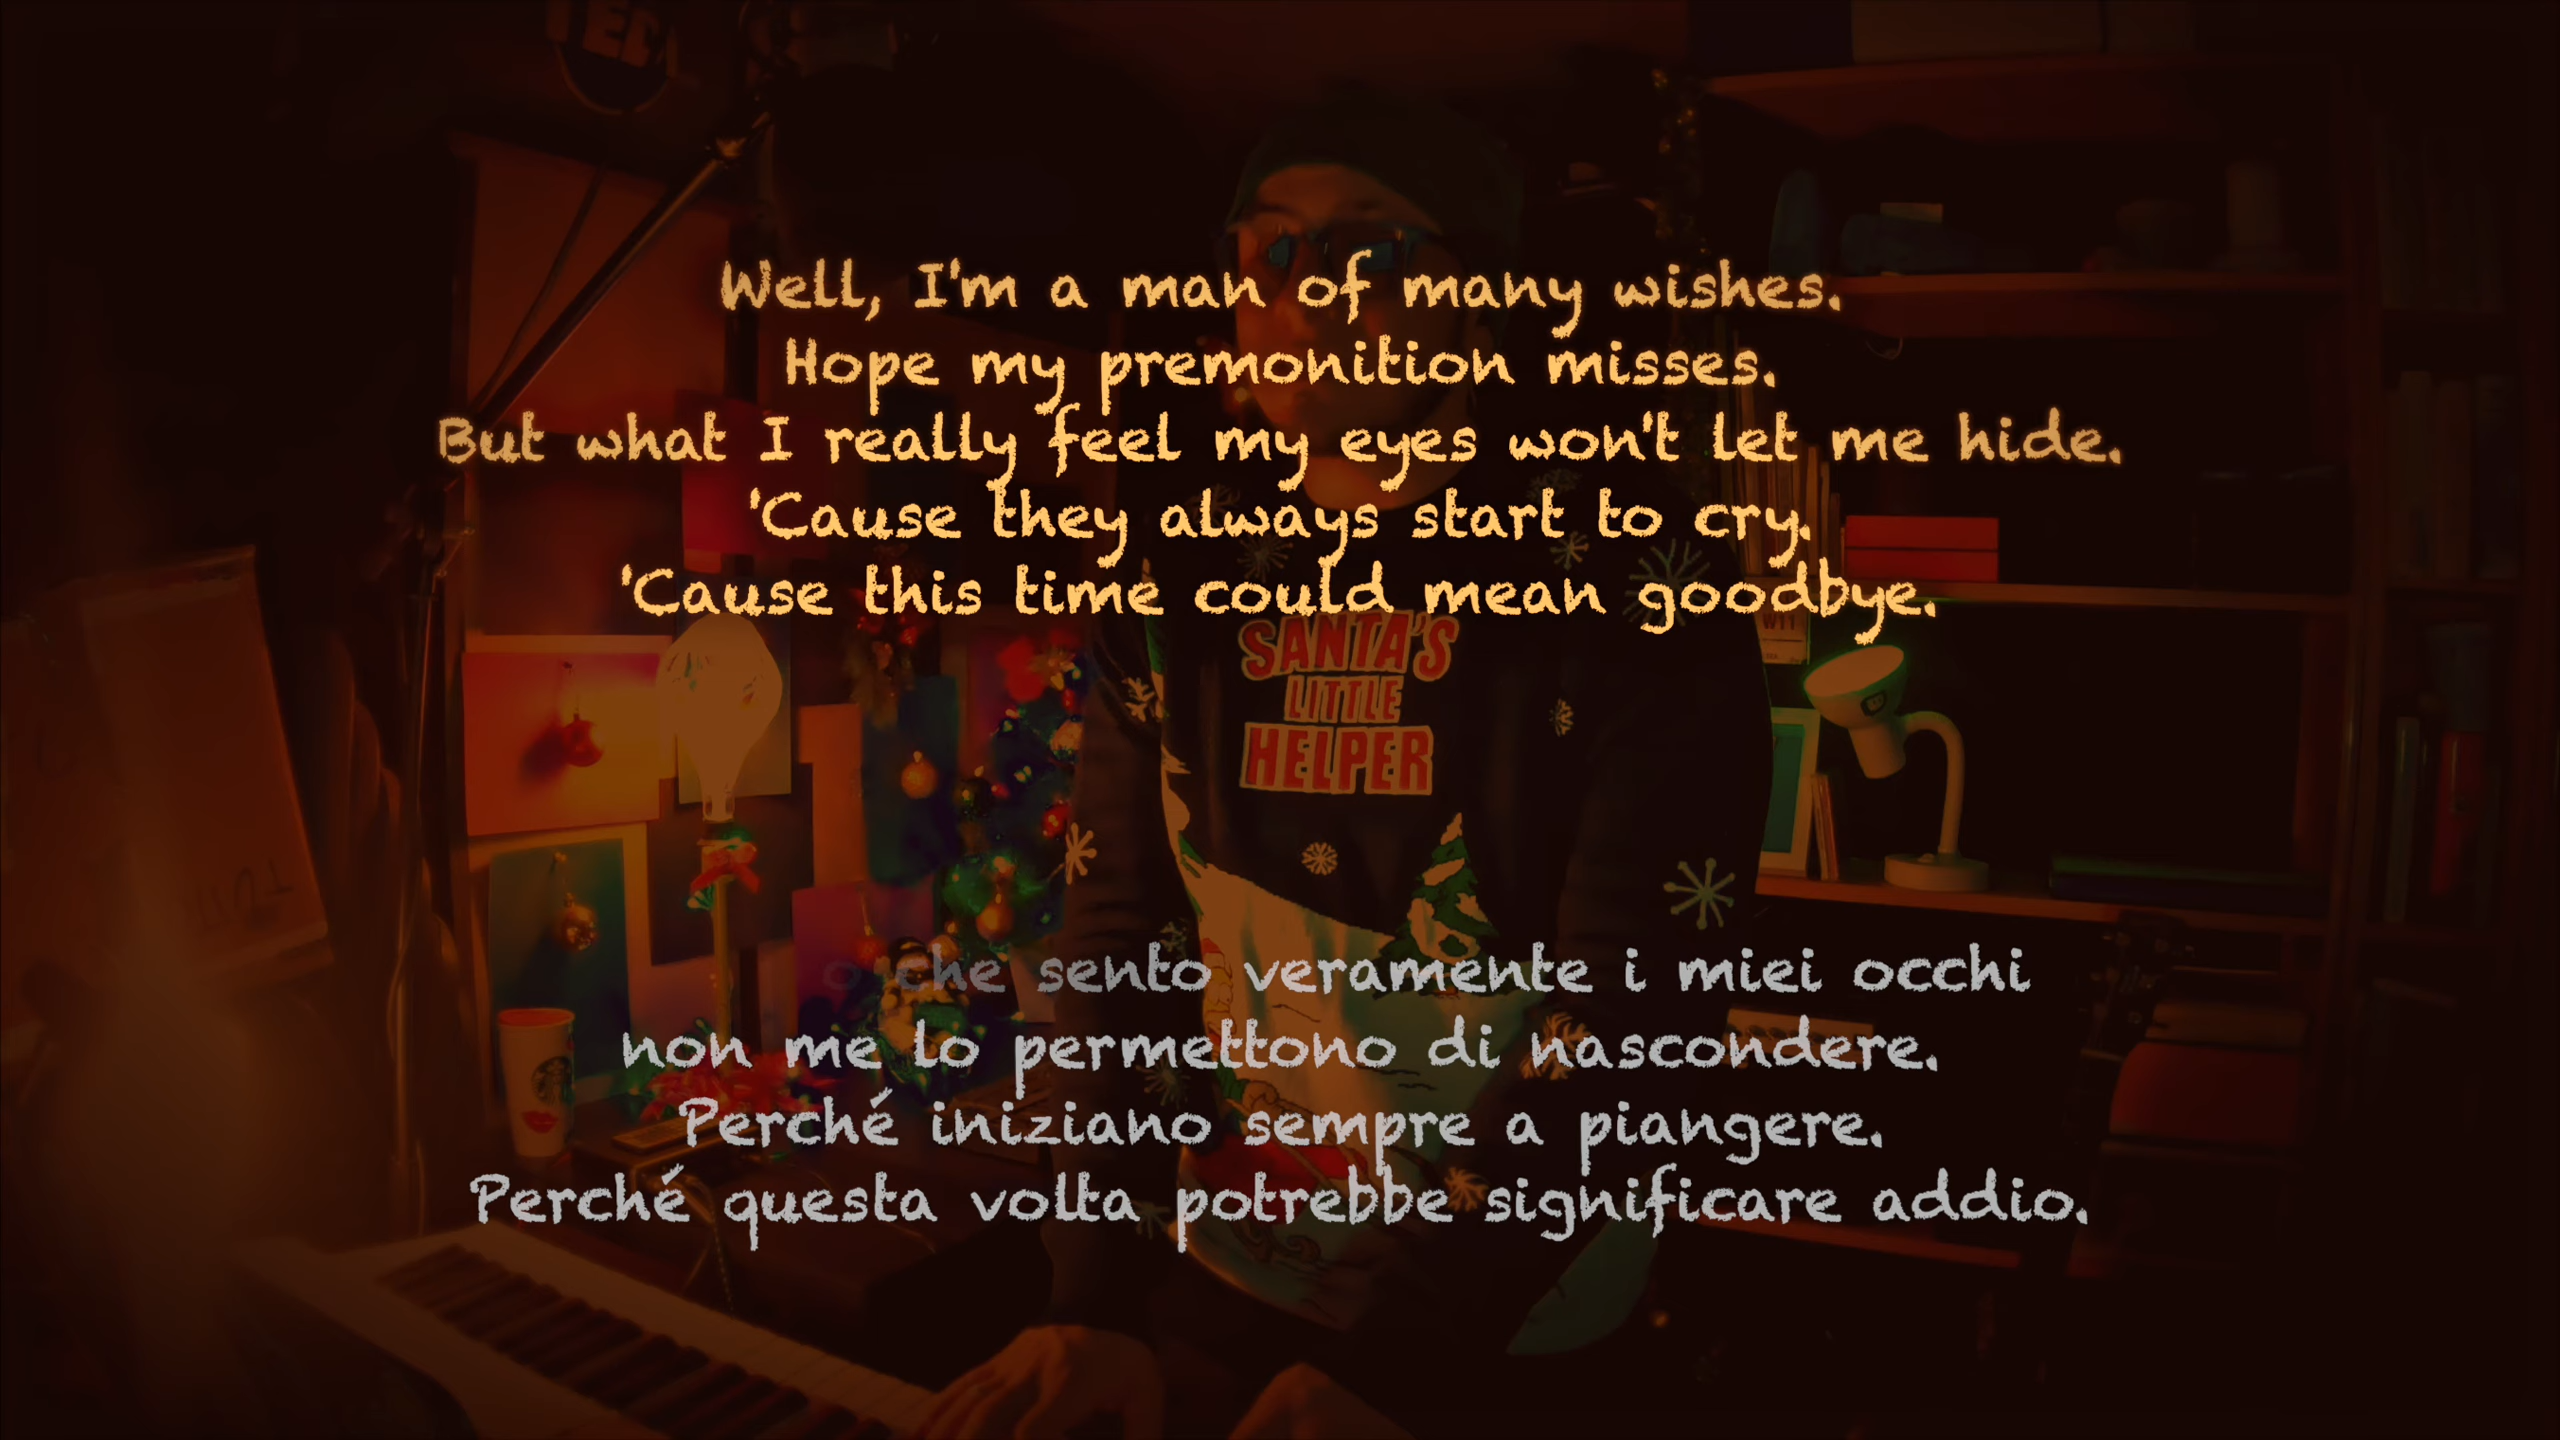 Well, I'm a man of many wishes.
Hope my premonition misses.
But what I really feel my eyes won't let me hide.
'Cause they always start to cry.
'Cause this time could mean goodbye.
SANTA'S
LITTLE
HELPER
o che sento veramente i miei occhi
non me lo permettono di nascondere.
Perché iniziano sempre a piangere.
Perché questa volta potrebbe significare addio.